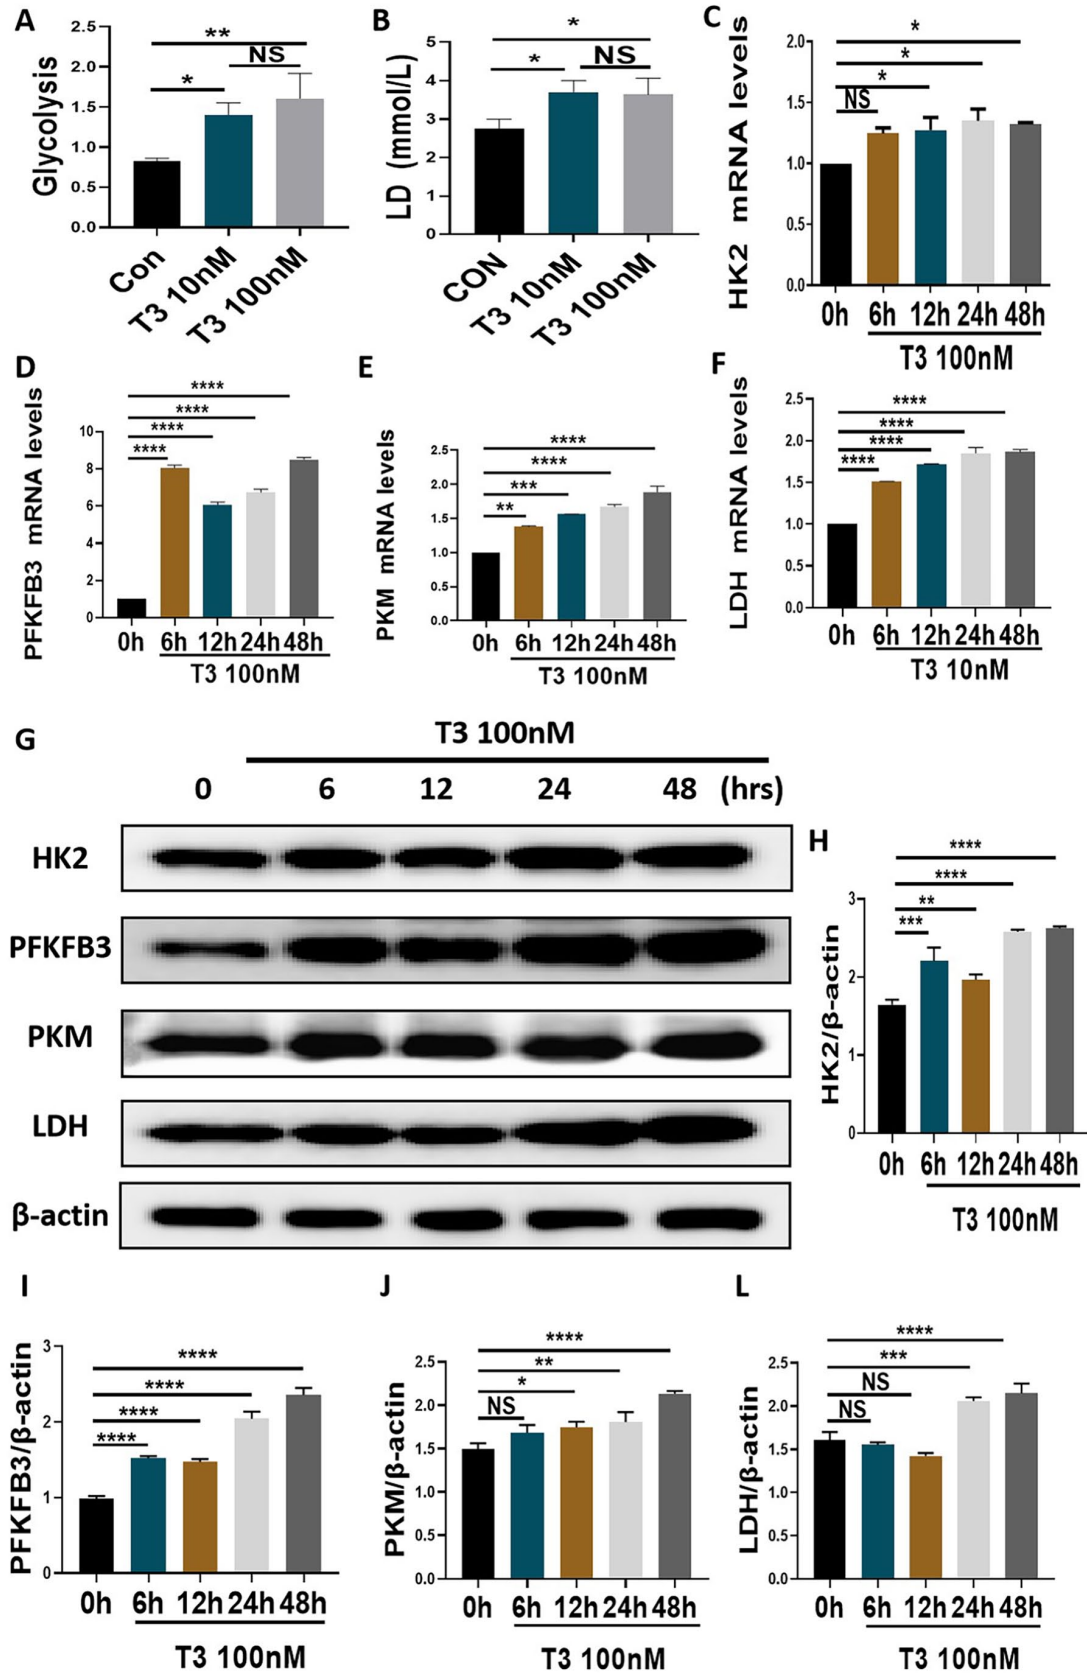 A
Glycolysis
2.5
2.0
1.5
1.0
0.5
0.0
**
NS
*
Con
T3 10nM
T3 100nM
B
LD (mmol/L)
5
4
3
2
1
0
*
*
NS
CON
T3 10nM
T3 100nM
C
HK2 mRNA levels
2.0
1.5
1.0
0.5
0.0
*
*
*
NS
0h 6h 12h 24h 48h
T3 100nM
D
PFKFB3 mRNA levels
10
8
6
4
2
0
****
****
****
****
0h 6h 12h 24h 48h
T3 100nM
E
PKM mRNA levels
2.5
2.0
1.5
1.0
0.5
0.0
****
****
***
**
0h 6h 12h 24h 48h
T3 100nM
F
LDH mRNA levels
2.5
2.0
1.5
1.0
0.5
0.0
****
****
****
****
0h 6h 12h 24h 48h
T3 10nM
G
T3 100nM
0 6 12 24 48 (hrs)
HK2
PFKFB3
PKM
LDH
β-actin
H
HK2/β-actin
3
2
1
0
****
****
**
***
0h 6h 12h 24h 48h
T3 100nM
I
PFKFB3/β-actin
3
2
1
0
****
****
****
****
0h 6h 12h 24h 48h
T3 100nM
J
PKM/β-actin
2.5
2.0
1.5
1.0
0.5
0.0
****
**
*
NS
0h 6h 12h 24h 48h
T3 100nM
L
LDH/β-actin
2.5
2.0
1.5
1.0
0.5
0.0
****
***
NS
NS
0h 6h 12h 24h 48h
T3 100nM